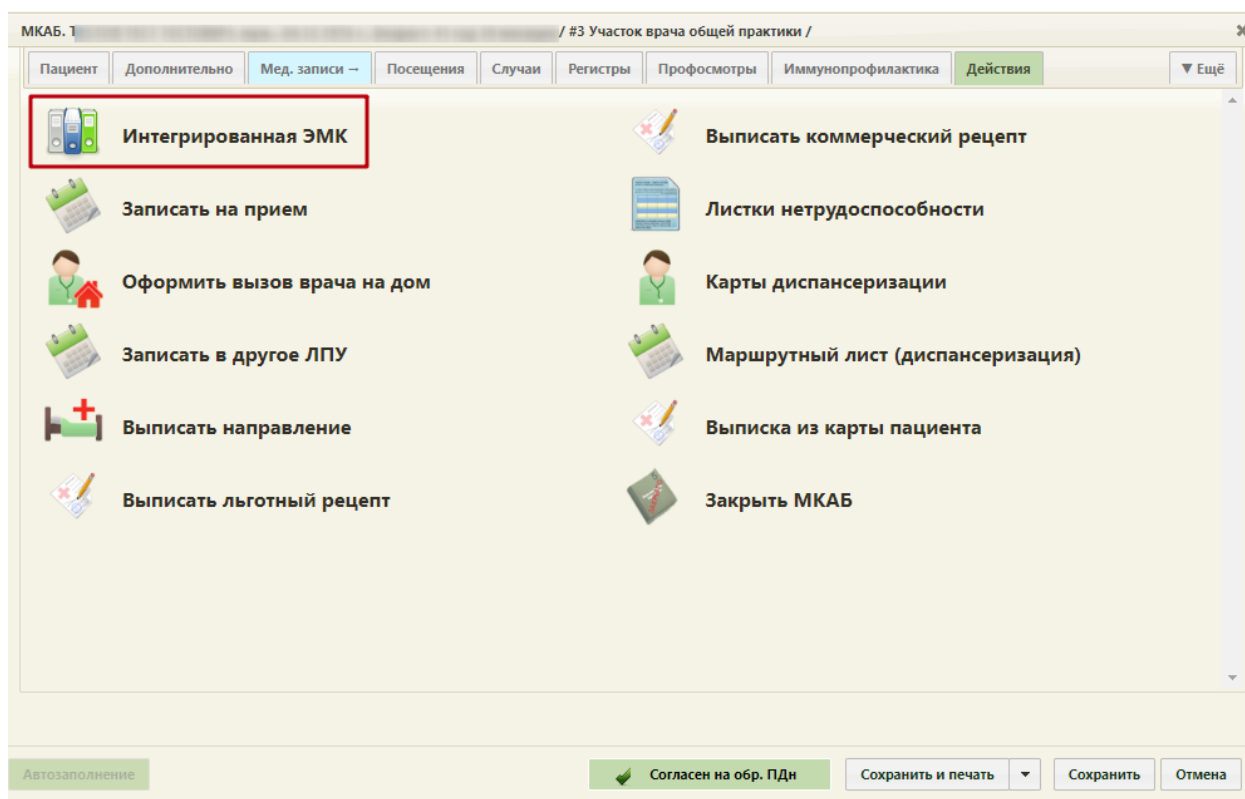 МКАБ. Т / #3 Участок врача общей практики /
Пациент Дополнительно Мед. записи → Посещения Случаи Регистры Профосмотры Иммунопрофилактика Действия ▼ Ещё
Интегрированная ЭМК
Выписать коммерческий рецепт
Записать на прием
Листки нетрудоспособности
Оформить вызов врача на дом
Карты диспансеризации
Записать в другое ЛПУ
Маршрутный лист (диспансеризация)
Выписать направление
Выписка из карты пациента
Выписать льготный рецепт
Закрыть МКАБ
Автозаполнение Согласен на обр. ПДн Сохранить и печать Сохранить Отмена